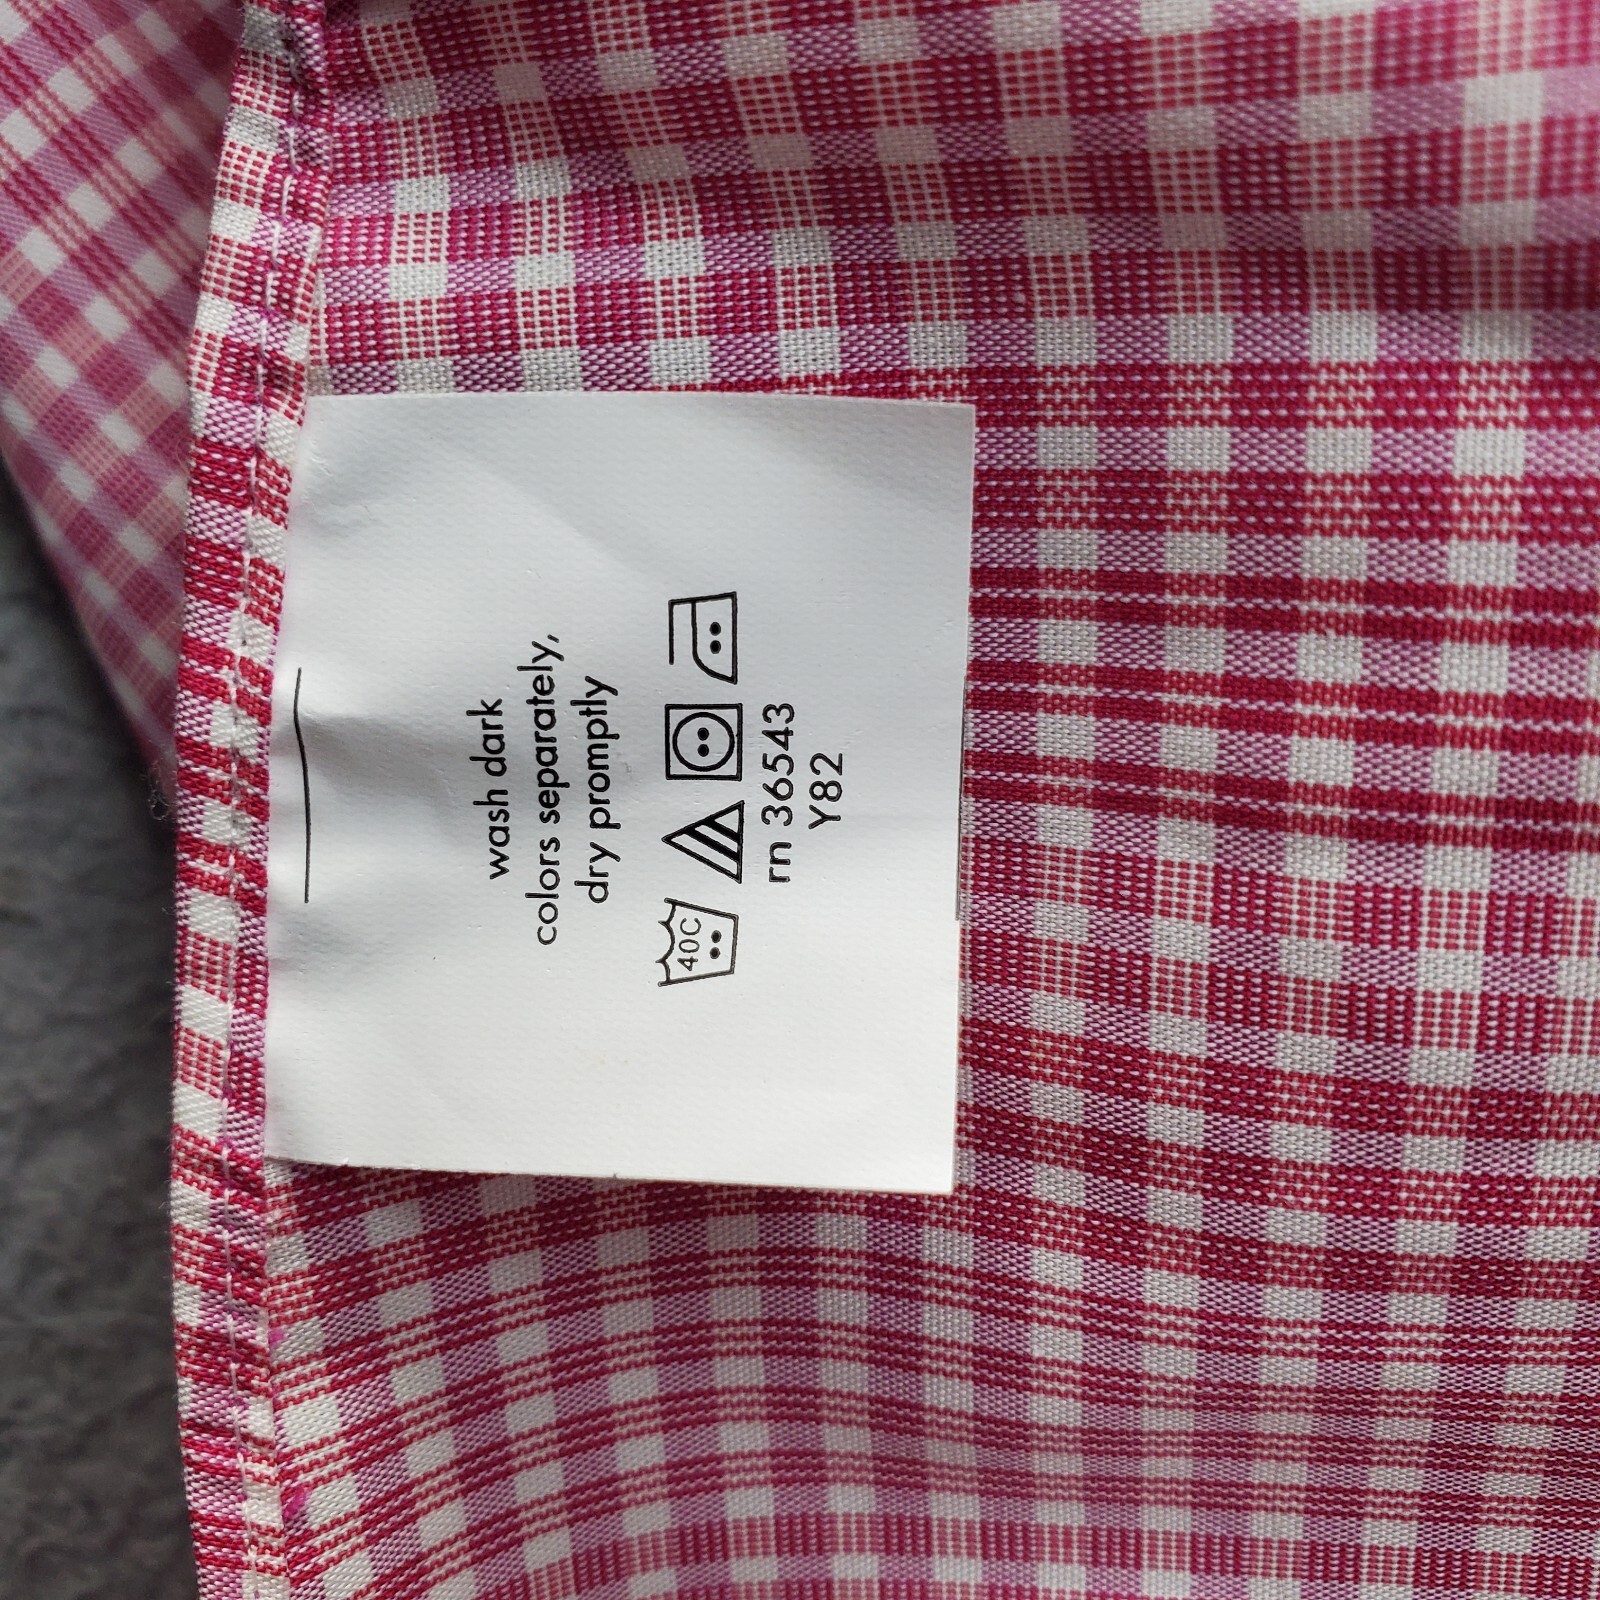 wash dark
colors separately,
dry promptly
40C
rn 36543
Y82